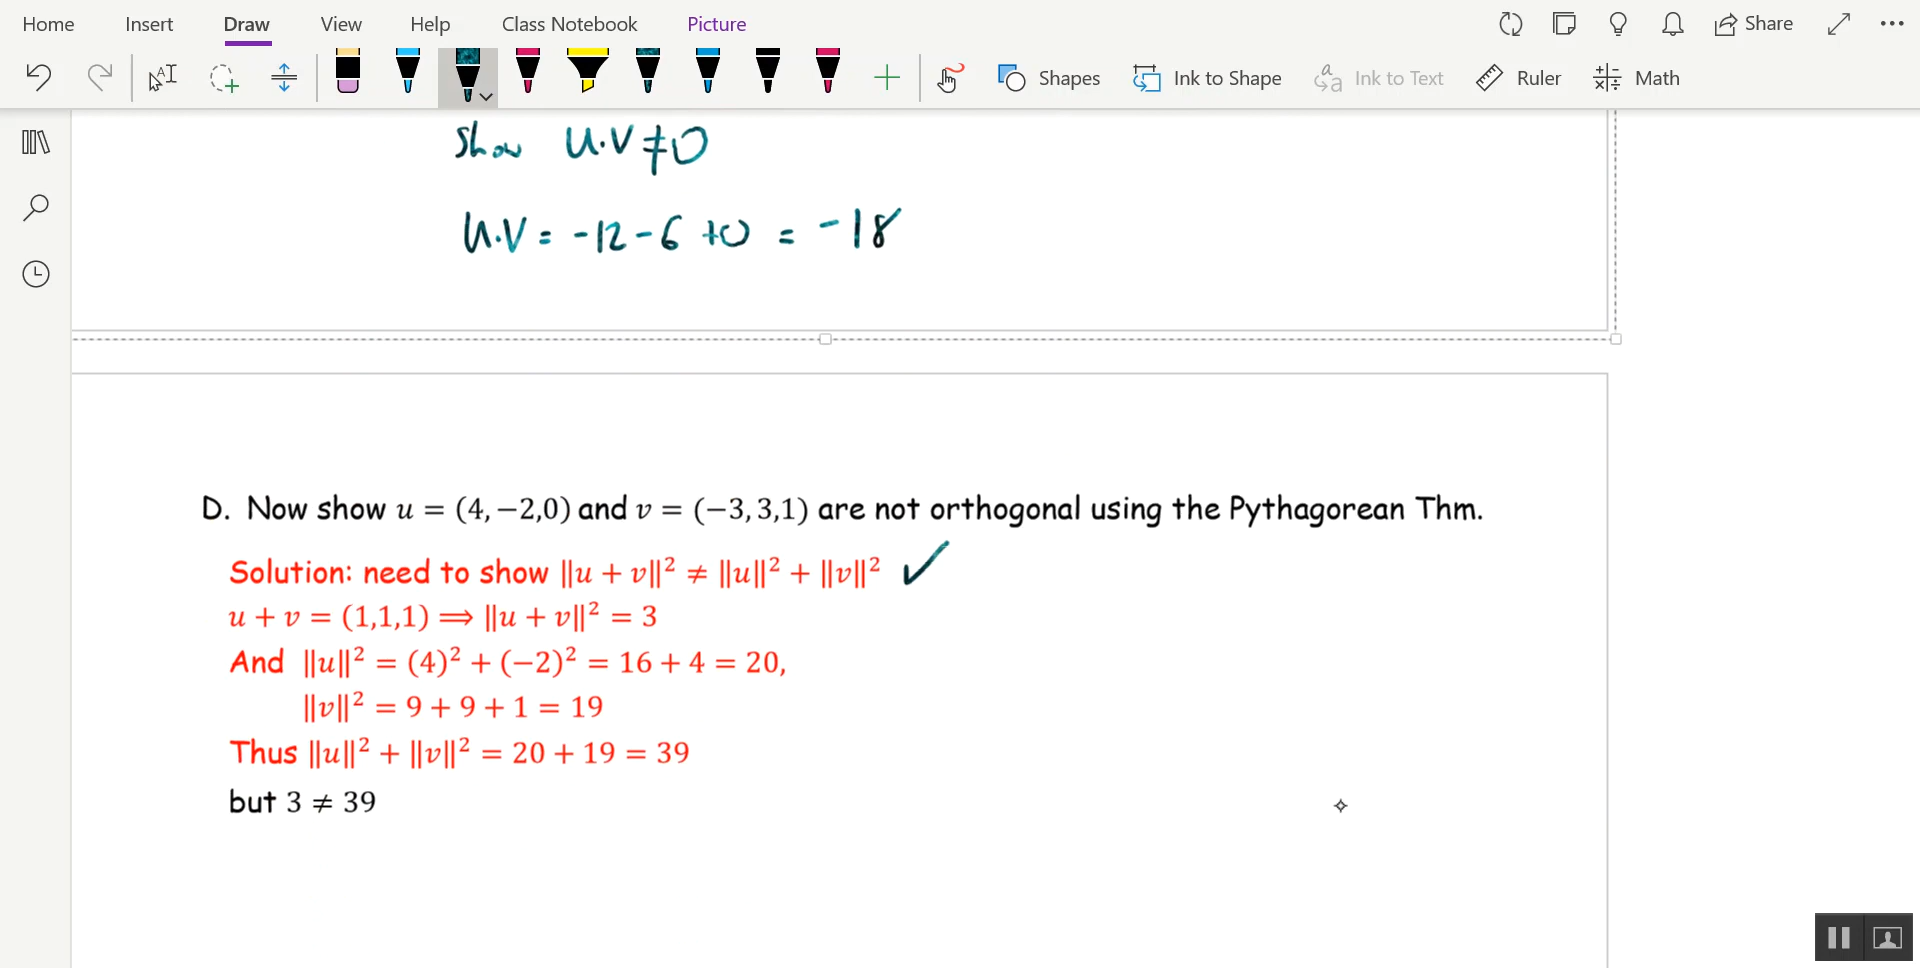 Home Insert Draw View Help Class Notebook Picture Share
Shapes Ink to Shape Ink to Text Ruler Math
Show u·v ≠ 0
u·v = -12 - 6 + 0 = -18
D. Now show u = (4, −2,0) and v = (−3, 3,1) are not orthogonal using the Pythagorean Thm.
Solution: need to show ‖u + v‖² ≠ ‖u‖² + ‖v‖² ✓
u + v = (1,1,1) ⟹ ‖u + v‖² = 3
And ‖u‖² = (4)² + (−2)² = 16 + 4 = 20,
‖v‖² = 9 + 9 + 1 = 19
Thus ‖u‖² + ‖v‖² = 20 + 19 = 39
but 3 ≠ 39